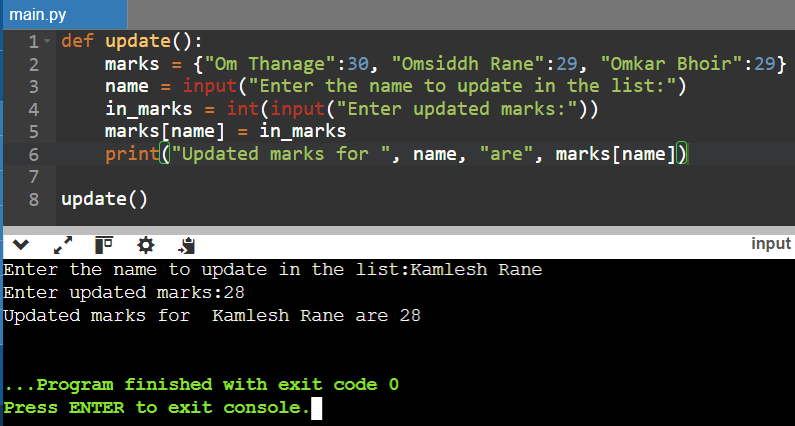 main.py
1 def update():
2     marks = {"Om Thanage":30, "Omsiddh Rane":29, "Omkar Bhoir":29}
3     name = input("Enter the name to update in the list:")
4     in_marks = int(input("Enter updated marks:"))
5     marks[name] = in_marks
6     print("Updated marks for ", name, "are", marks[name])
7
8 update()
input
Enter the name to update in the list:Kamlesh Rane
Enter updated marks:28
Updated marks for  Kamlesh Rane are 28
...Program finished with exit code 0
Press ENTER to exit console.